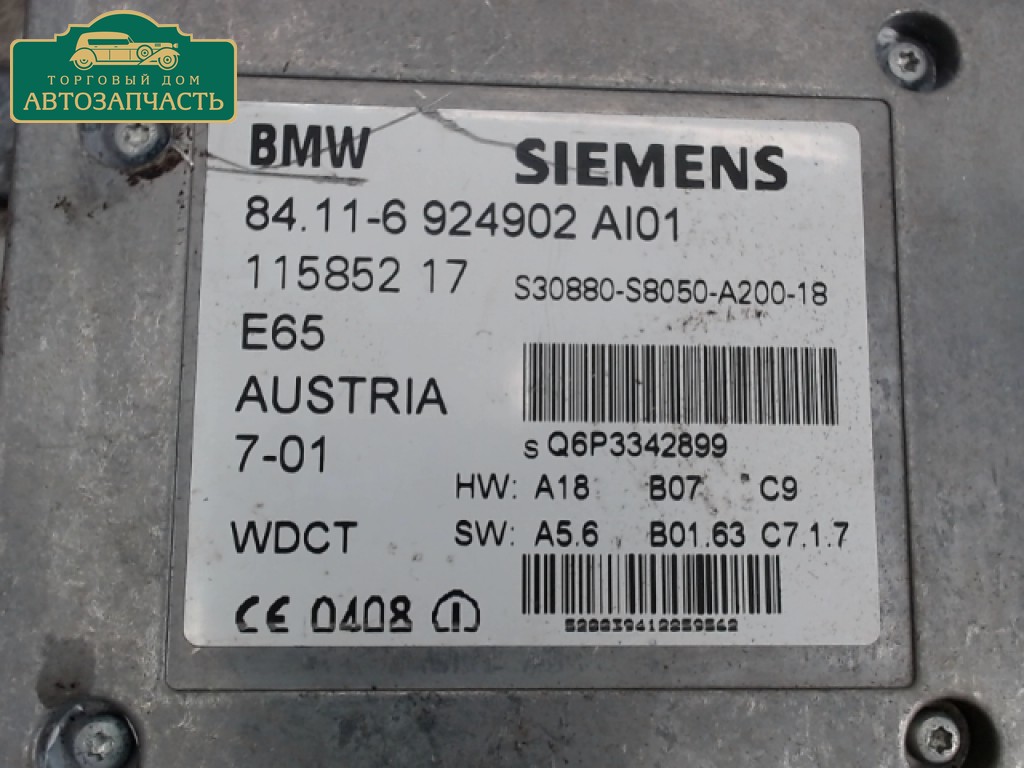 ТОРГОВЫЙ ДОМ
АВТОЗАПЧАСТЬ
BMW SIEMENS
84.11-6 924902 AI01
115852 17 S30880-S8050-A200-18
E65
AUSTRIA
7-01
S Q6P3342899
HW: A18 B07 C9
WDCT SW: A5.6 B01.63 C7.1.7
CE 0408